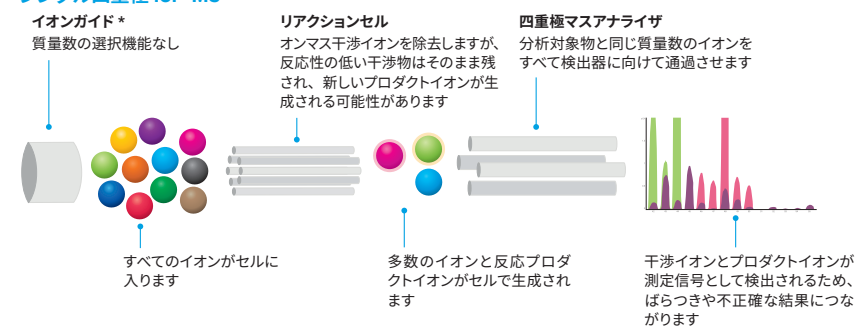 イオンガイド *
質量数の選択機能なし
リアクションセル
オンマス干渉イオンを除去しますが、
反応性の低い干渉物はそのまま残
され、新しいプロダクトイオンが生
成される可能性があります
四重極マスアナライザ
分析対象物と同じ質量数のイオンを
すべて検出器に向けて通過させます
すべてのイオンがセルに
入ります
多数のイオンと反応プロダ
クトイオンがセルで生成され
ます
干渉イオンとプロダクトイオンが
測定信号として検出されるため、
ばらつきや不正確な結果につな
がります